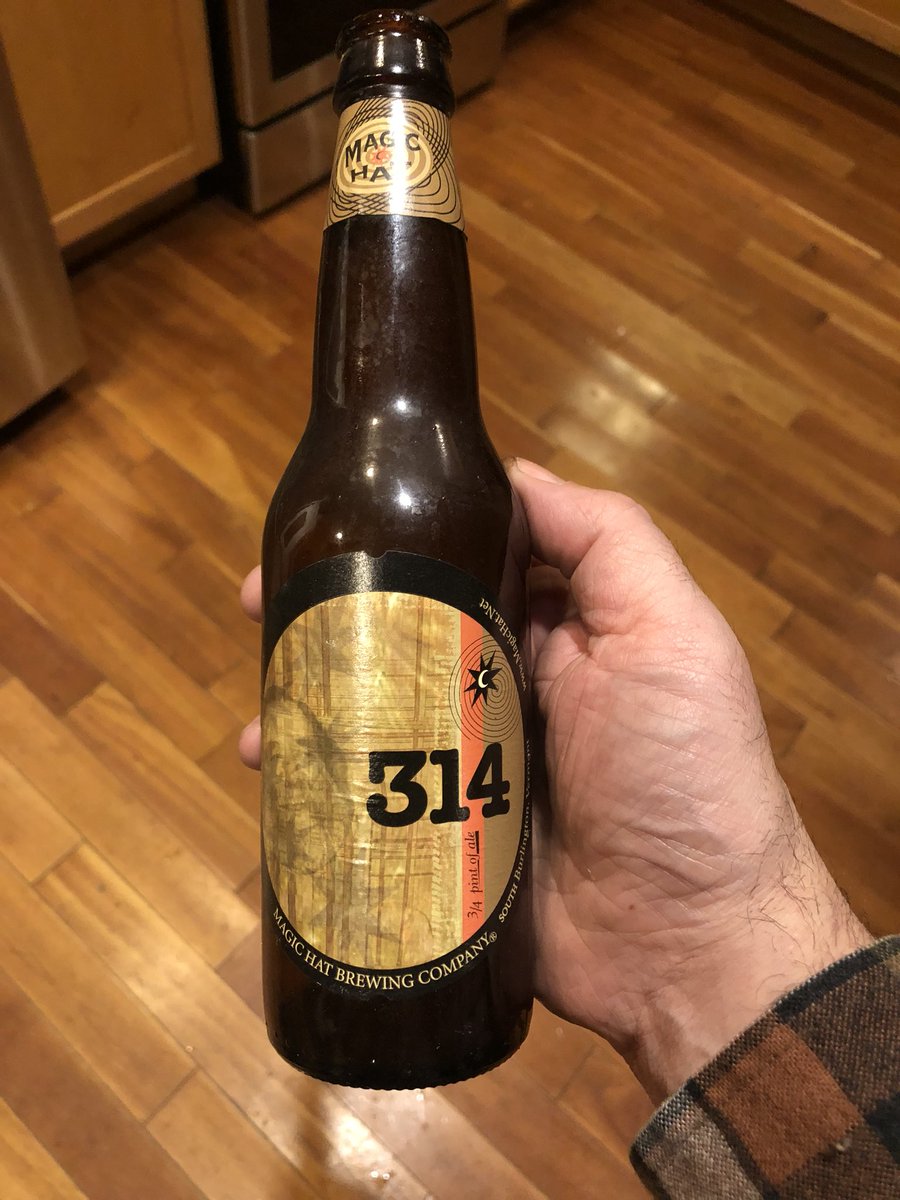 MAGIC
HAT
www.MagicHat.Net
314
3/4 pint of ale
MAGIC HAT BREWING COMPANY®
SOUTH Burlington, Vermont